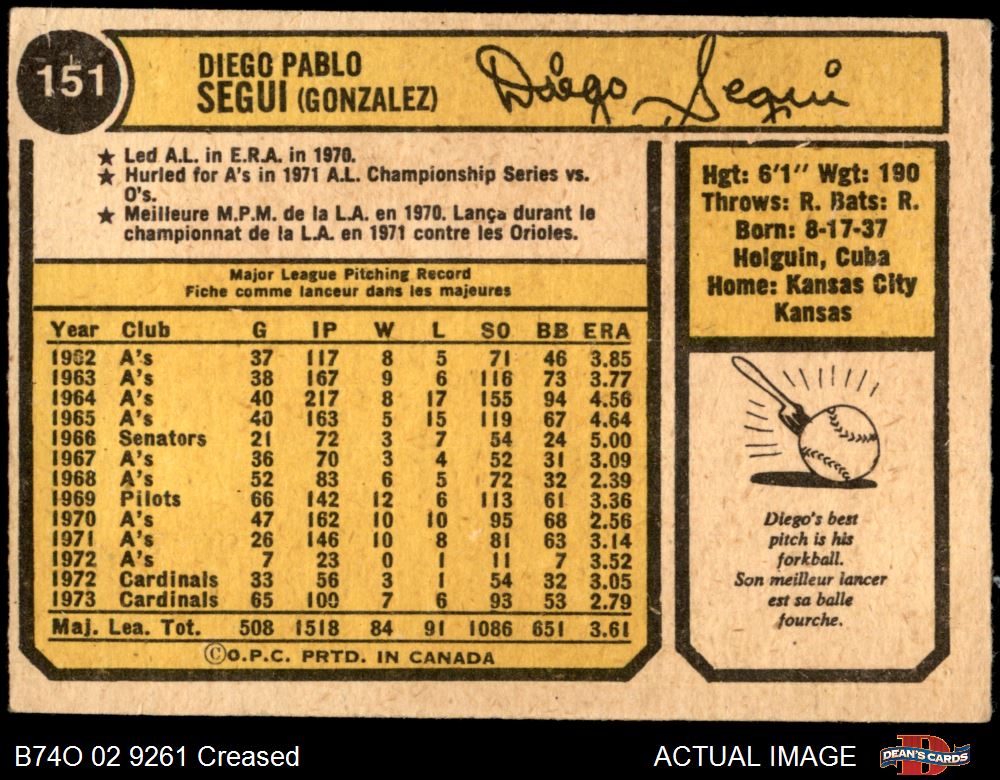 151
DIEGO PABLO
SEGUI (GONZALEZ)
Diego Segui
★ Led A.L. in E.R.A. in 1970.
★ Hurled for A's in 1971 A.L. Championship Series vs.
O's.
★ Meilleure M.P.M. de la L.A. en 1970. Lança durant le
championnat de la L.A. en 1971 contre les Orioles.
Major League Pitching Record
Fiche comme lanceur dans les majeures
Year Club G IP W L SO BB ERA
1962 A's 37 117 8 5 71 46 3.85
1963 A's 38 167 9 6 116 73 3.77
1964 A's 40 217 8 17 155 94 4.56
1965 A's 40 163 5 15 119 67 4.64
1966 Senators 21 72 3 7 54 24 5.00
1967 A's 36 70 3 4 52 31 3.09
1968 A's 52 83 6 5 72 32 2.39
1969 Pilots 66 142 12 6 113 61 3.36
1970 A's 47 162 10 10 95 68 2.56
1971 A's 26 146 10 8 81 63 3.14
1972 A's 7 23 0 1 11 7 3.52
1972 Cardinals 33 56 3 1 54 32 3.05
1973 Cardinals 65 100 7 6 93 53 2.79
Maj. Lea. Tot. 508 1518 84 91 1086 651 3.61
©O.P.C. PRTD. IN CANADA
Hgt: 6'1" Wgt: 190
Throws: R. Bats: R.
Born: 8-17-37
Holguin, Cuba
Home: Kansas City
Kansas
Diego's best
pitch is his
forkball.
Son meilleur lancer
est sa balle
fourche.
B74O 02 9261 Creased
ACTUAL IMAGE
D
DEAN'S CARDS